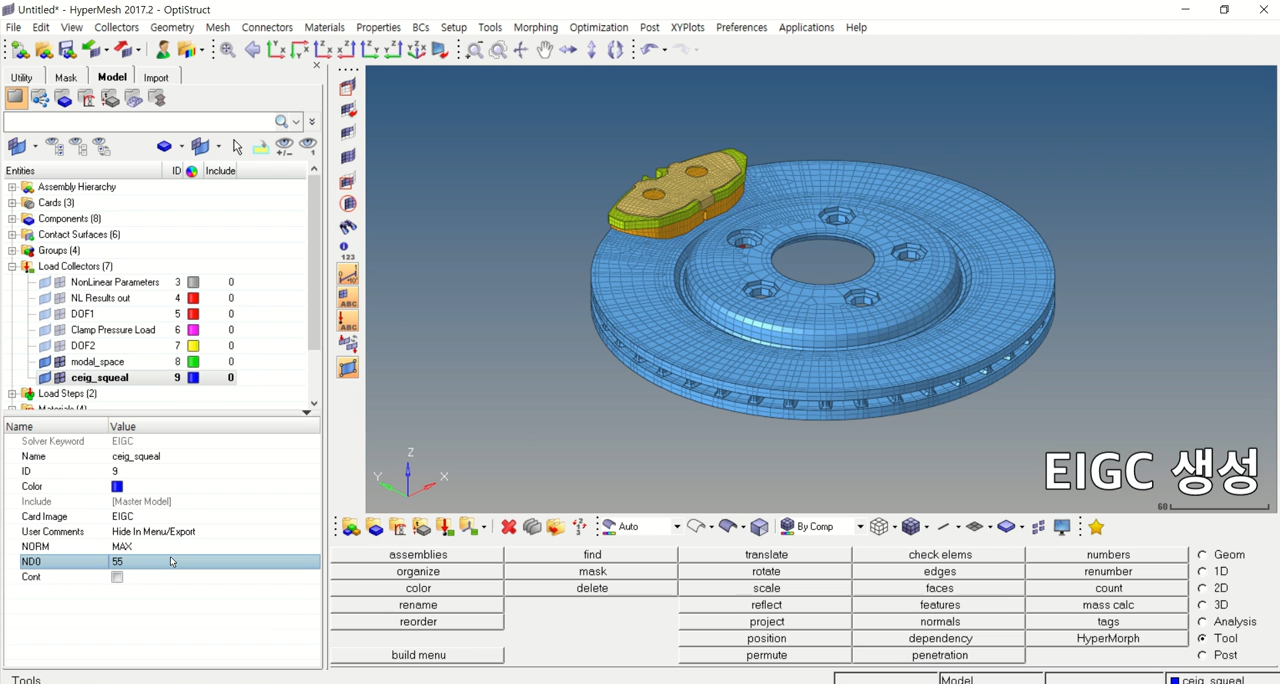 Untitled* - HyperMesh 2017.2 - OptiStruct
File Edit View Collectors Geometry Mesh Connectors Materials Properties BCs Setup Tools Morphing Optimization Post XYPlots Preferences Applications Help
Utility Mask Model Import
Entities ID Include
Assembly Hierarchy
Cards (3)
Components (8)
Contact Surfaces (6)
Groups (4)
Load Collectors (7)
NonLinear Parameters 3 0
NL Results out 4 0
DOF1 5 0
Clamp Pressure Load 6 0
DOF2 7 0
modal_space 8 0
ceig_squeal 9 0
Load Steps (2)
Materials (4)
Name Value
Solver Keyword EIGC
Name ceig_squeal
ID 9
Color
Include [Master Model]
Card Image EIGC
User Comments Hide In Menu/Export
NORM MAX
ND0 55
Cont
123
ABC
ABC
Z
Y X
EIGC 생성
60
Auto By Comp
assemblies find translate check elems numbers Geom
organize mask rotate edges renumber 1D
color delete scale faces count 2D
rename reflect features mass calc 3D
reorder project normals tags Analysis
position dependency HyperMorph Tool
build menu permute penetration Post
Tools Model ceig_squeal